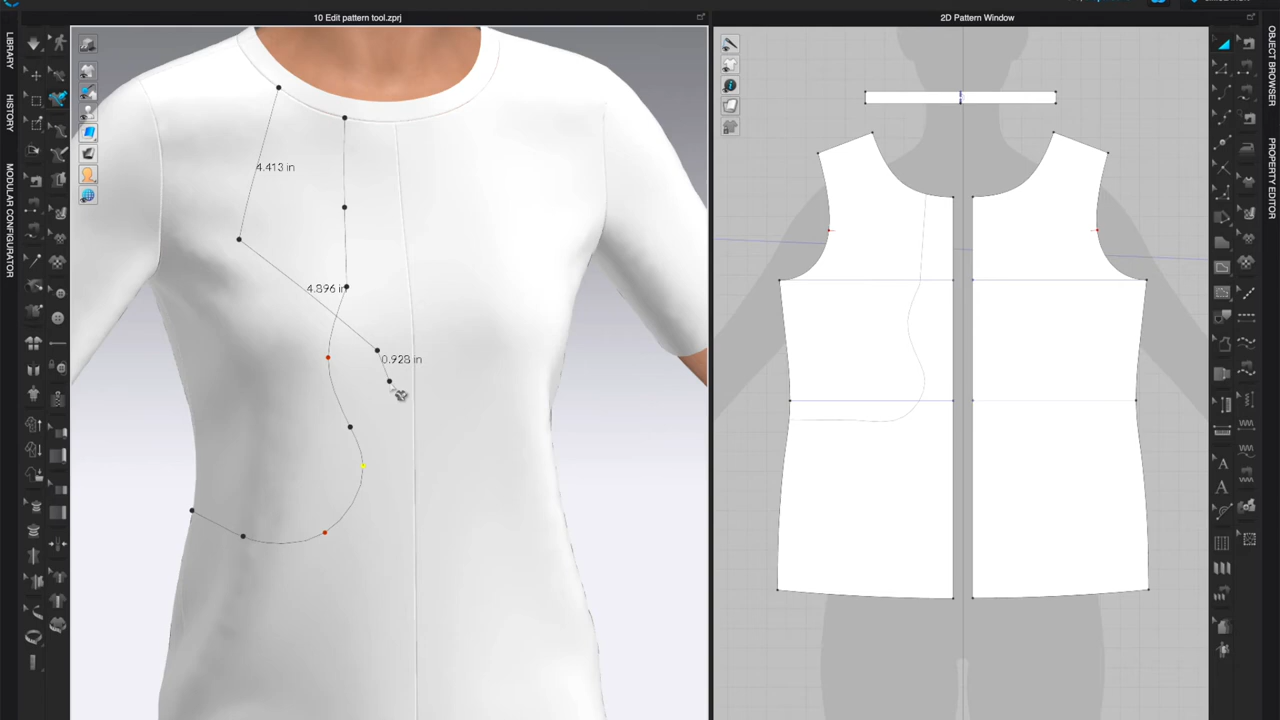 10 Edit pattern tool.zprj
2D Pattern Window
LIBRARY
HISTORY
MODULAR CONFIGURATOR
4.413 in
4.896 in
0.928 in
OBJECT BROWSER
PROPERTY EDITOR